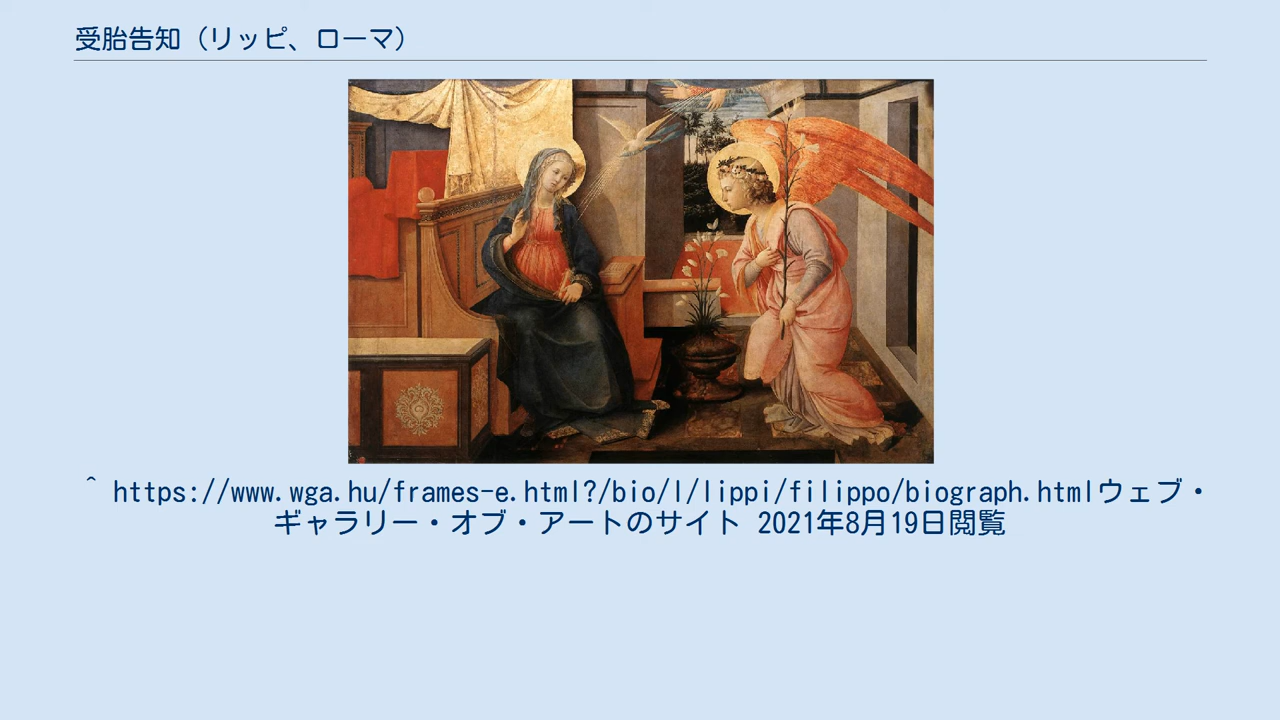 受胎告知（リッピ、ローマ）
^ https://www.wga.hu/frames-e.html?/bio/l/lippi/filippo/biograph.htmlウェブ・
ギャラリー・オブ・アートのサイト 2021年8月19日閲覧